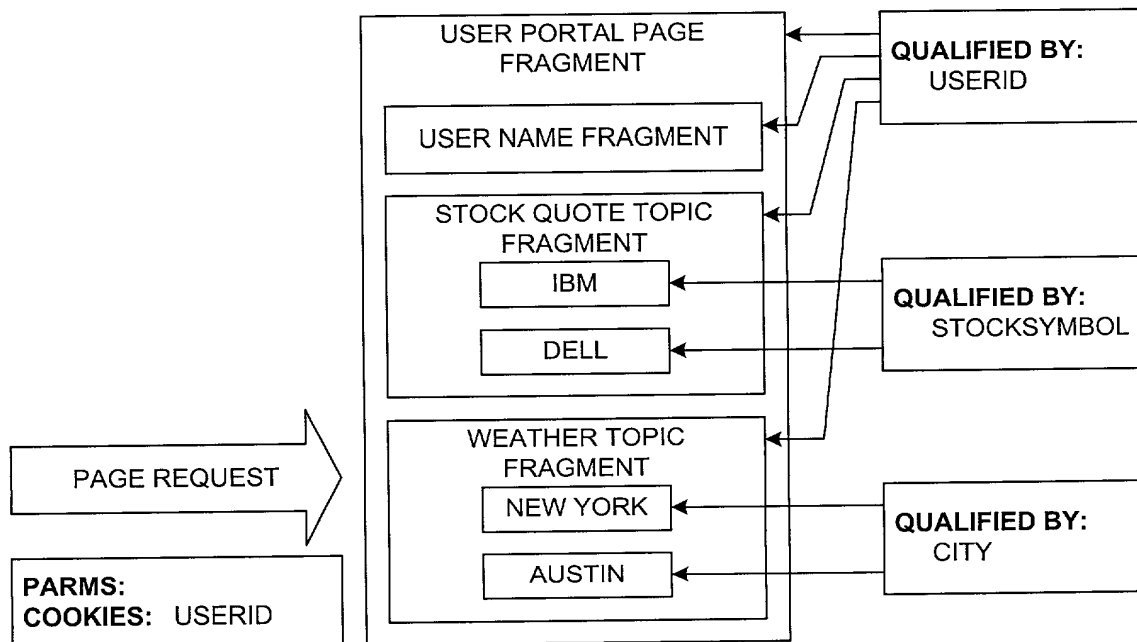 USER PORTAL PAGE
FRAGMENT
USER NAME FRAGMENT
STOCK QUOTE TOPIC
FRAGMENT
IBM
DELL
WEATHER TOPIC
FRAGMENT
NEW YORK
AUSTIN
QUALIFIED BY:
USERID
QUALIFIED BY:
STOCKSYMBOL
QUALIFIED BY:
CITY
PAGE REQUEST
PARMS:
COOKIES: USERID